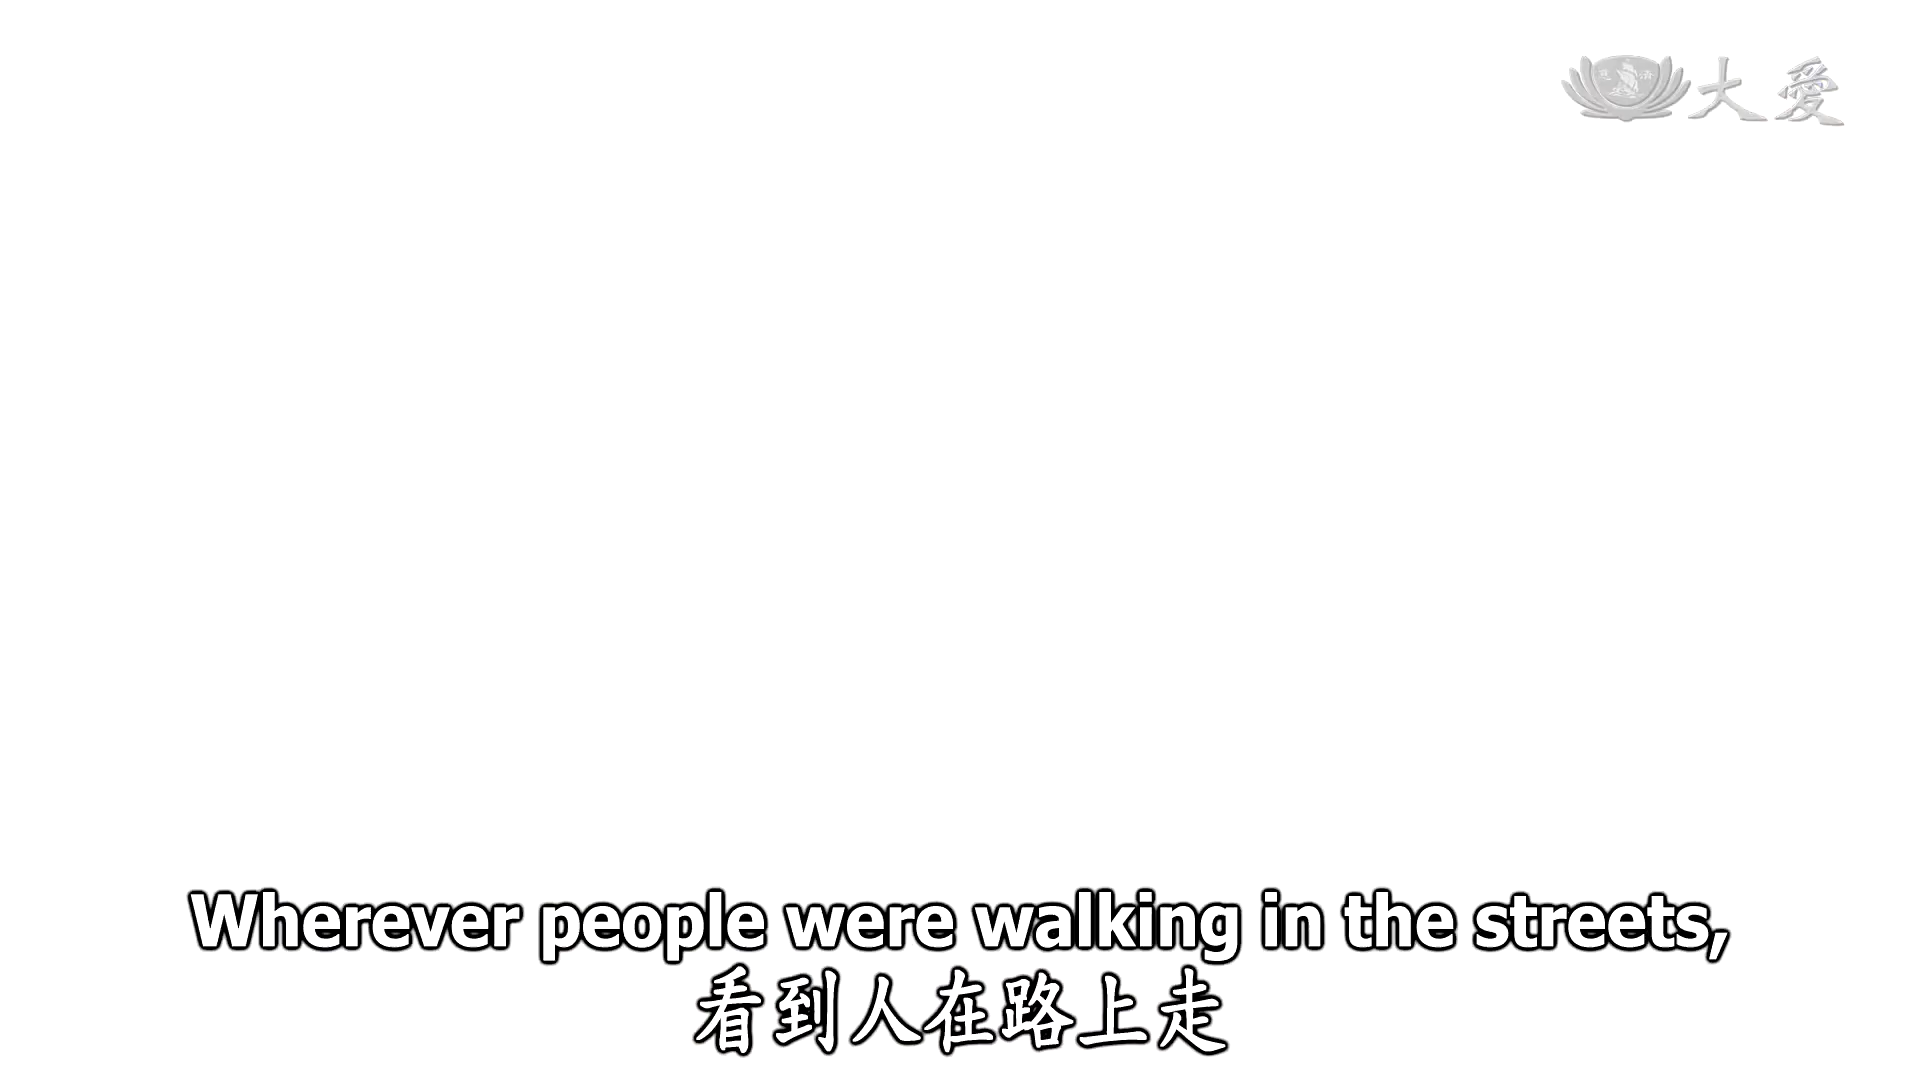 大愛
Wherever people were walking in the streets,
看到人在路上走